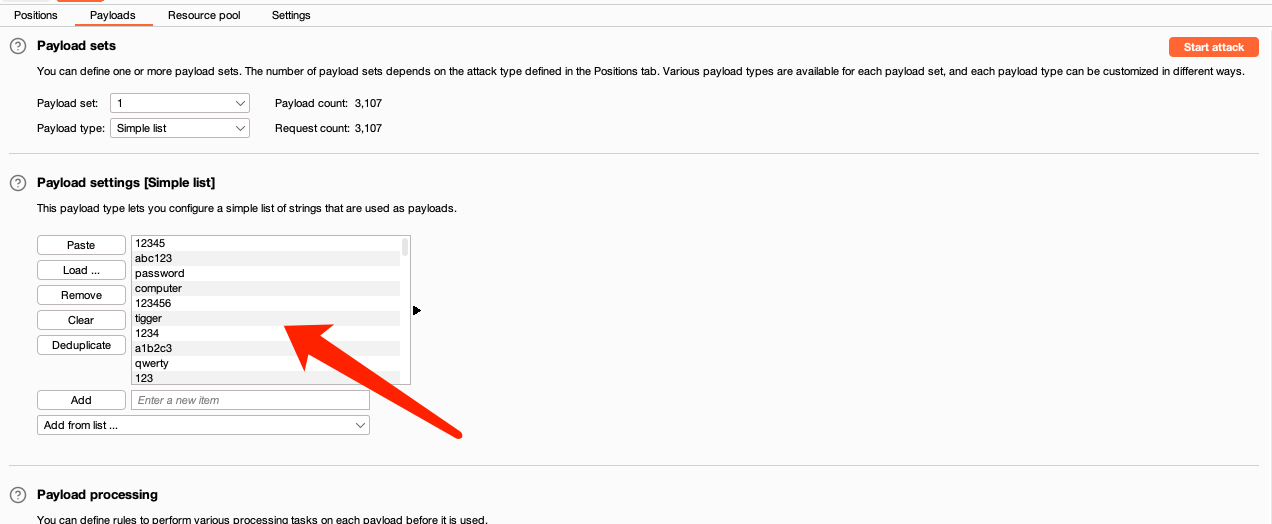 Positions Payloads Resource pool Settings
Payload sets
Start attack
You can define one or more payload sets. The number of payload sets depends on the attack type defined in the Positions tab. Various payload types are available for each payload set, and each payload type can be customized in different ways.
Payload set: 1 Payload count: 3,107
Payload type: Simple list Request count: 3,107
Payload settings [Simple list]
This payload type lets you configure a simple list of strings that are used as payloads.
Paste
Load ...
Remove
Clear
Deduplicate
12345
abc123
password
computer
123456
tigger
1234
a1b2c3
qwerty
123
Add Enter a new item
Add from list ...
Payload processing
You can define rules to perform various processing tasks on each payload before it is used.